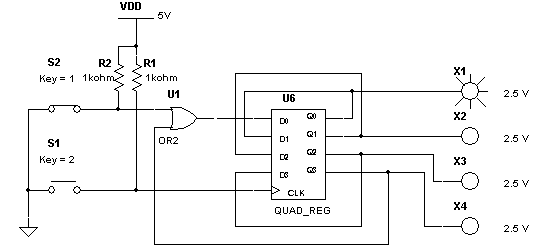 VDD
5V
S2
R2 R1
X1
Key = 1
1kohm 1kohm
U1
U6
2.5 V
X2
D0 Q0
D1 Q1
OR2
2.5 V
S1
D2 Q2
X3
Key = 2
D3 Q3
CLK
2.5 V
QUAD_REG
X4
2.5 V